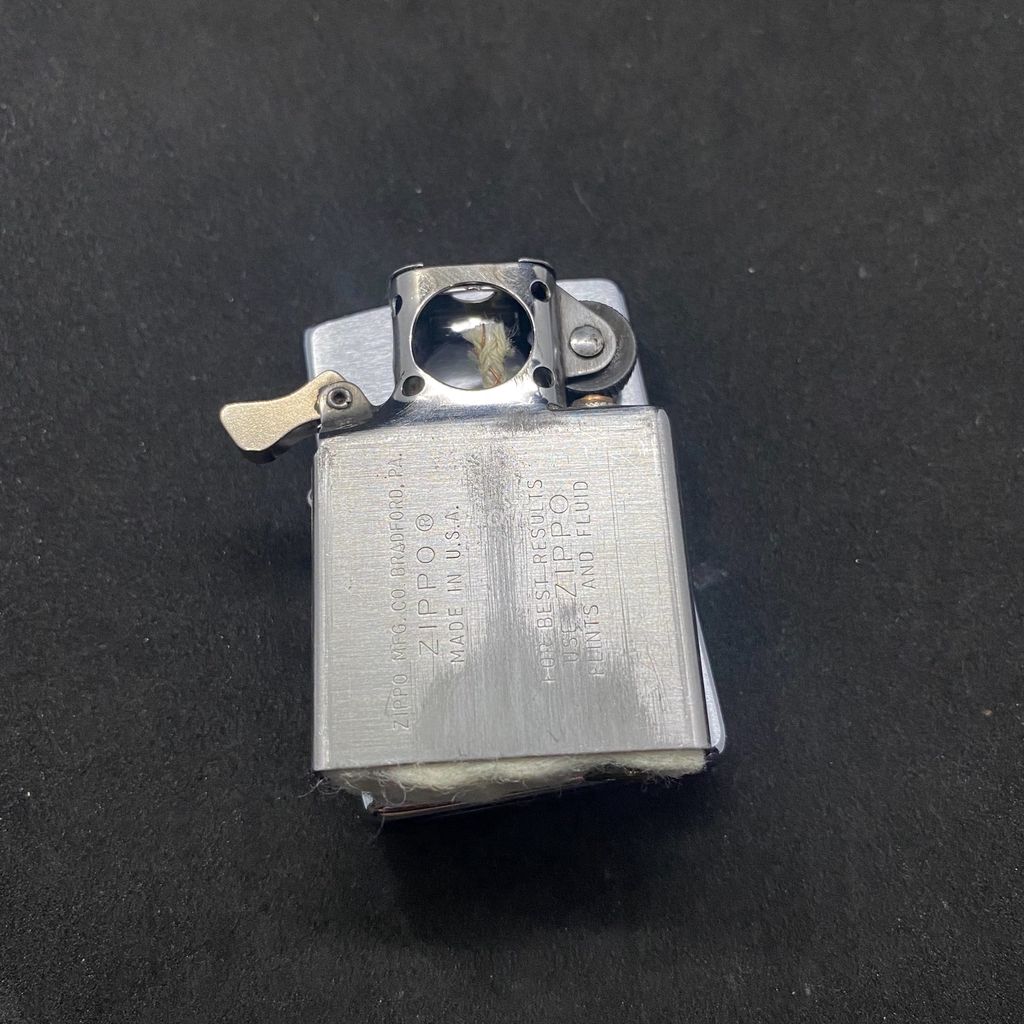 ZIPPO MFG. CO. BRADFORD, PA.
ZIPPO ®
MADE IN U.S.A.
FOR BEST RESULTS
USE ZIPPO
FLINTS AND FLUID